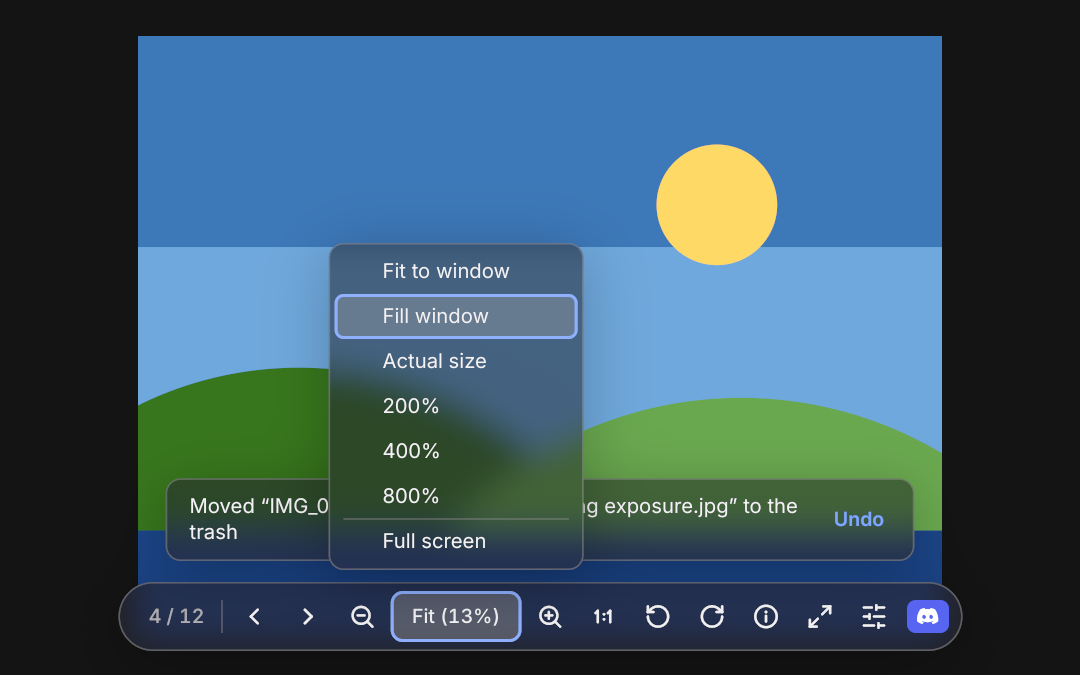 Fit to window
Fill window
Actual size
200%
400%
800%
Full screen
Moved “IMG_0
ng exposure.jpg” to the
trash
Undo
4 / 12
Fit (13%)
1:1